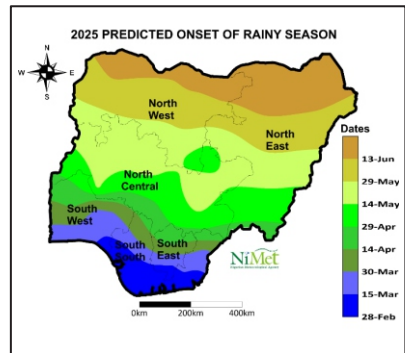 2025 PREDICTED ONSET OF RAINY SEASON
N
W E
S
North
West
North
East
North
Central
South
West
South
South
South
East
Dates
13-Jun
29-May
14-May
29-Apr
14-Apr
30-Mar
15-Mar
28-Feb
NiMet
0km 200km 400km